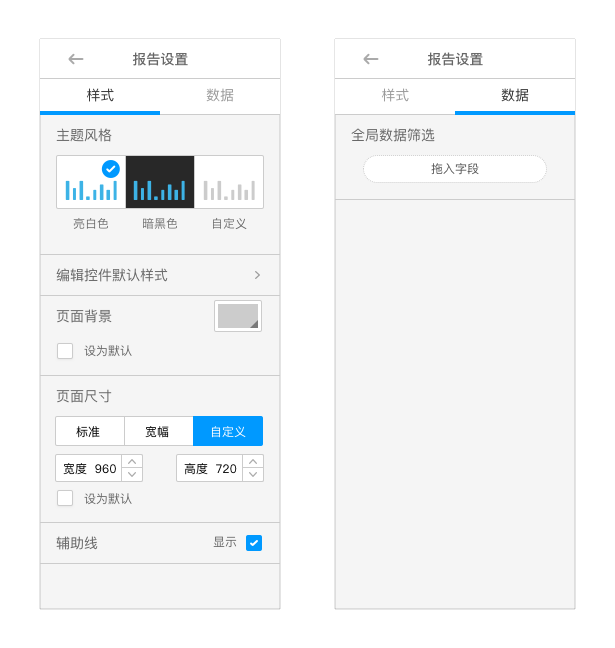 报告设置
样式 数据
主题风格
亮白色 暗黑色 自定义
编辑控件默认样式
页面背景
设为默认
页面尺寸
标准 宽幅 自定义
宽度 960 高度 720
设为默认
辅助线 显示
报告设置
样式 数据
全局数据筛选
拖入字段